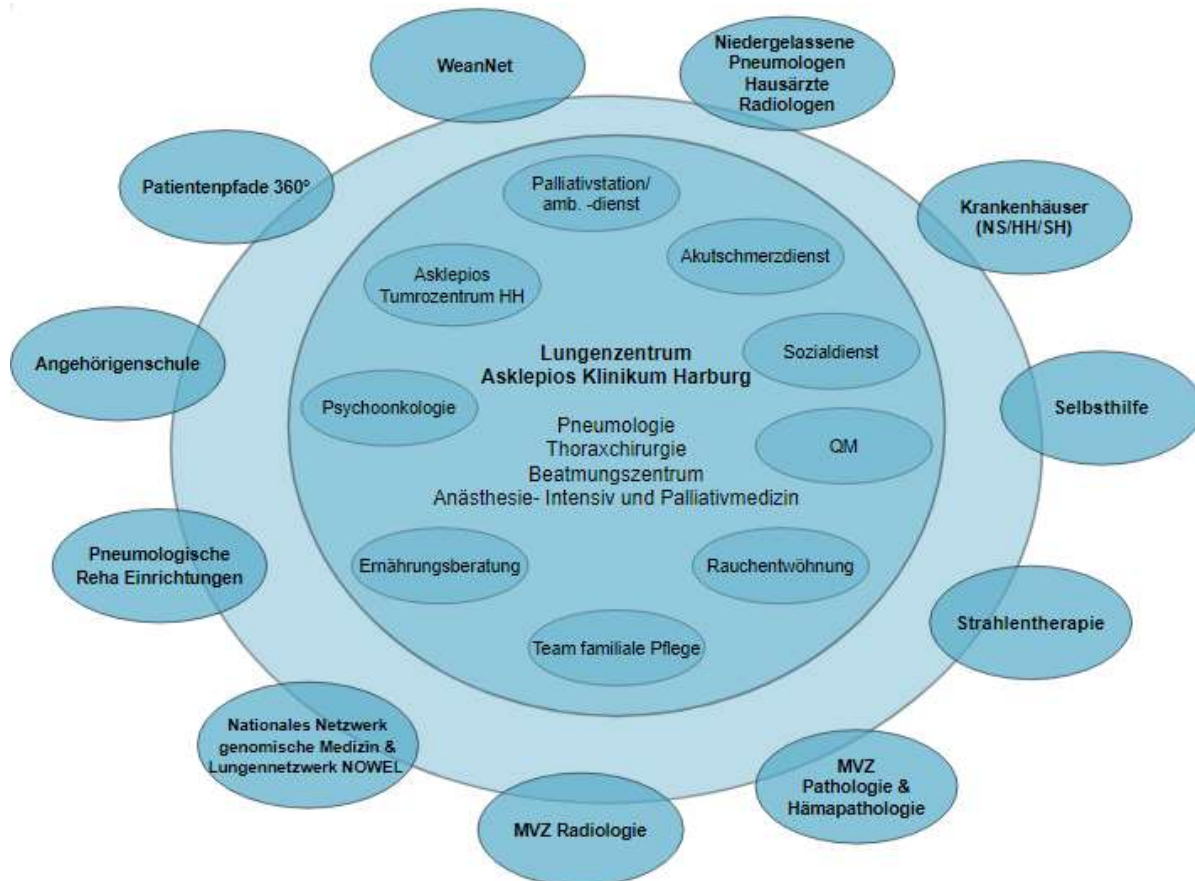 WeanNet
Niedergelassene
Pneumologen
Hausärzte
Radiologen
Patientenpfade 360°
Krankenhäuser
(NS/HH/SH)
Palliativstation/
amb. -dienst
Akutschmerzdienst
Asklepios
Tumrozentrum HH
Angehörigenschule
Lungenzentrum
Asklepios Klinikum Harburg
Sozialdienst
Psychoonkologie
Selbsthilfe
Pneumologie
Thoraxchirurgie
Beatmungszentrum
Anästhesie- Intensiv und Palliativmedizin
QM
Pneumologische
Reha Einrichtungen
Ernährungsberatung
Rauchentwöhnung
Strahlentherapie
Team familiale Pflege
Nationales Netzwerk
genomische Medizin &
Lungennetzwerk NOWEL
MVZ
Pathologie &
Hämapathologie
MVZ Radiologie